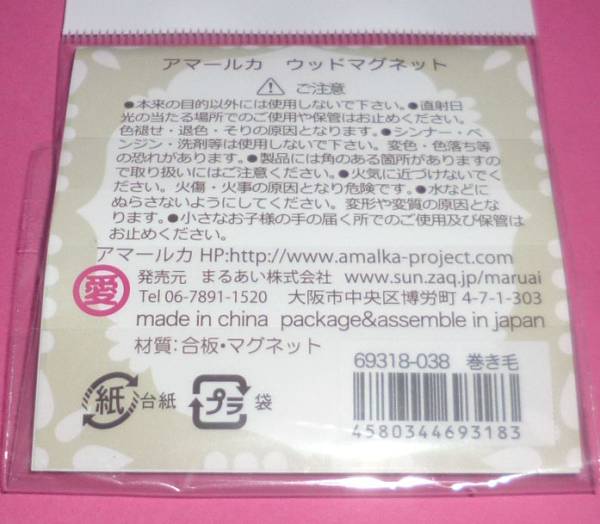 アマールカ　ウッドマグネット
ご注意
●本来の目的以外には使用しないで下さい。●直射日
光の当たる場所でのご使用や保管はお止めください。
色褪せ・退色・そりの原因となります。●シンナー・ベ
ンジン・洗剤等は使用しないで下さい。変色・色落ち等
の恐れがあります。●製品には角のある箇所がありますの
で取り扱いにはご注意ください。●火気に近づけないでく
ださい。火傷・火事の原因となり危険です。●水などに
ぬらさないようにしてください。変形や変質の原因とな
ります。●小さなお子様の手の届く所でのご使用及び保管は
お止めください。
アマールカ HP:http://www.amalka-project.com
愛 発売元　まるあい株式会社　www.sun.zaq.jp/maruai
Tel 06-7891-1520　大阪市中央区博労町 4-7-1-303
made in china package&assemble in japan
材質：合板・マグネット
69318-038 巻き毛
紙 台紙 プラ 袋
4580344693183